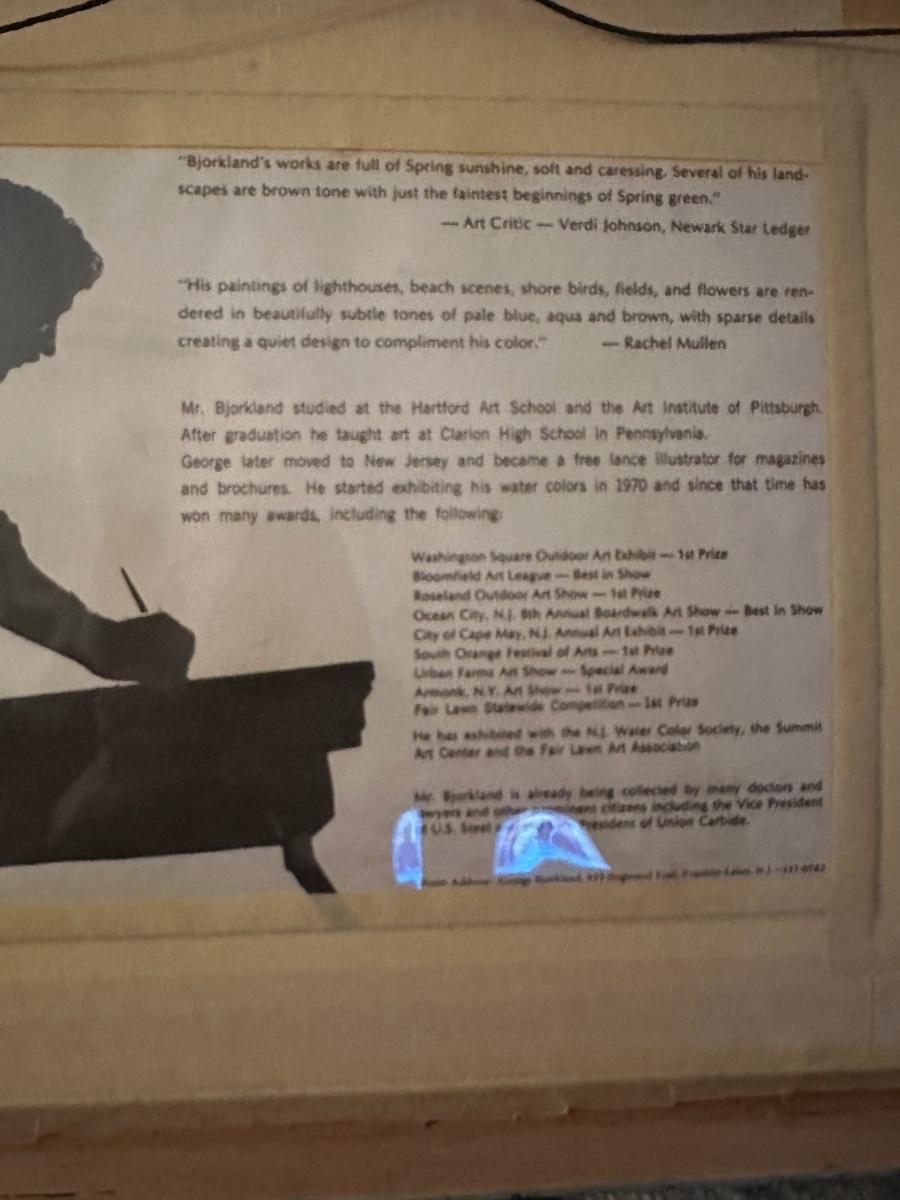 "Bjorkland's works are full of Spring sunshine, soft and caressing. Several of his land-
scapes are brown tone with just the faintest beginnings of Spring green."
— Art Critic — Verdi Johnson, Newark Star Ledger
"His paintings of lighthouses, beach scenes, shore birds, fields, and flowers are ren-
dered in beautifully subtle tones of pale blue, aqua and brown, with sparse details
creating a quiet design to compliment his color." — Rachel Mullen
Mr. Bjorkland studied at the Hartford Art School and the Art Institute of Pittsburgh.
After graduation he taught art at Clarion High School in Pennsylvania.
George later moved to New Jersey and became a free lance illustrator for magazines
and brochures. He started exhibiting his water colors in 1970 and since that time has
won many awards, including the following:
Washington Square Outdoor Art Exhibit — 1st Prize
Bloomfield Art League — Best in Show
Roseland Outdoor Art Show — 1st Prize
Ocean City, N.J. 8th Annual Boardwalk Art Show — Best in Show
City of Cape May, N.J. Annual Art Exhibit — 1st Prize
South Orange Festival of Arts — 1st Prize
Urban Farms Art Show — Special Award
Armonk, N.Y. Art Show — 1st Prize
Fair Lawn Statewide Competition — 1st Prize
He has exhibited with the N.J. Water Color Society, the Summit
Art Center and the Fair Lawn Art Association
Mr. Bjorkland is already being collected by many doctors and
lawyers and other prominent citizens including the Vice President
U.S. Steel President of Union Carbide.
Address: George Bjorkland, Franklin Lakes, N.J.